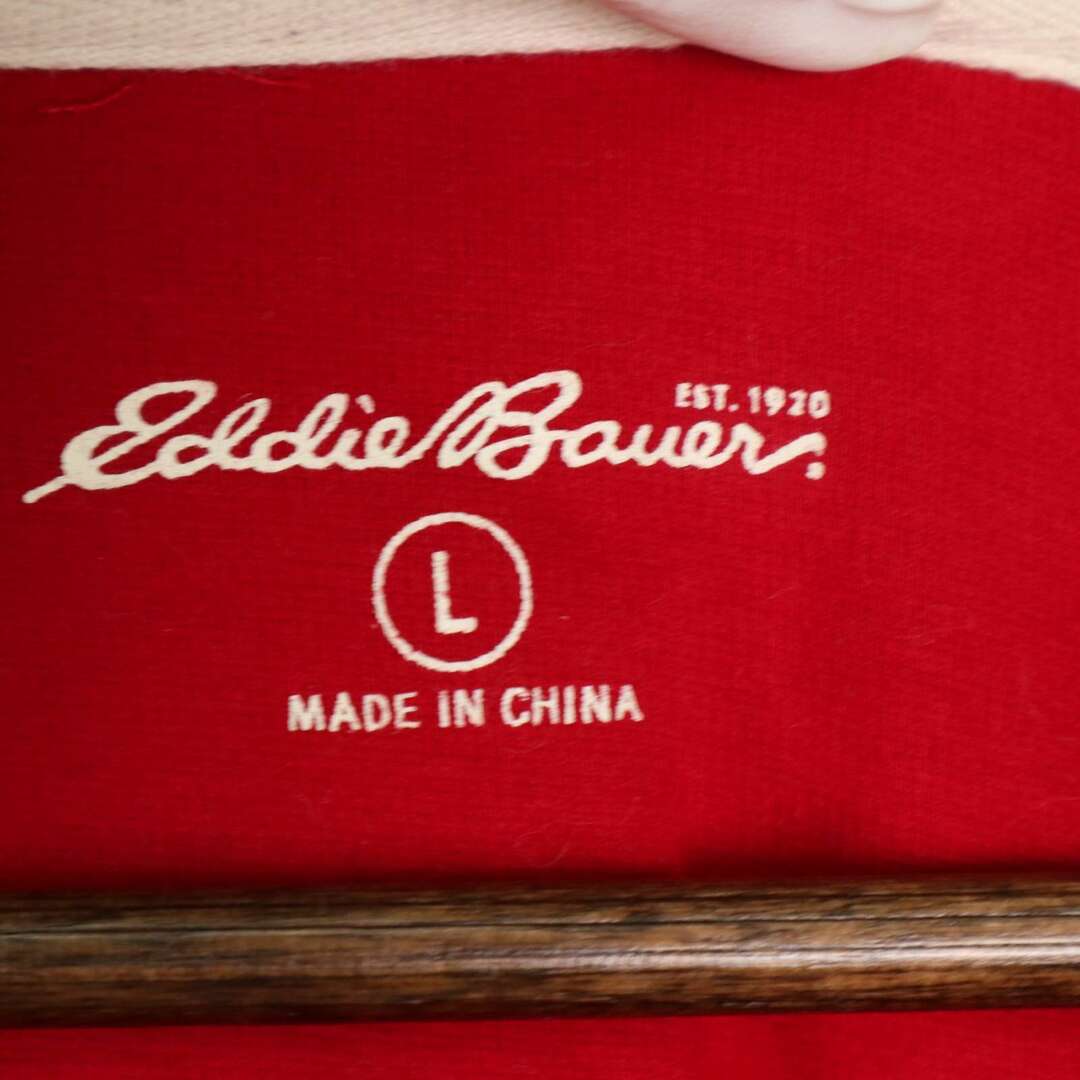 Eddie Bauer
EST. 1920
L
MADE IN CHINA